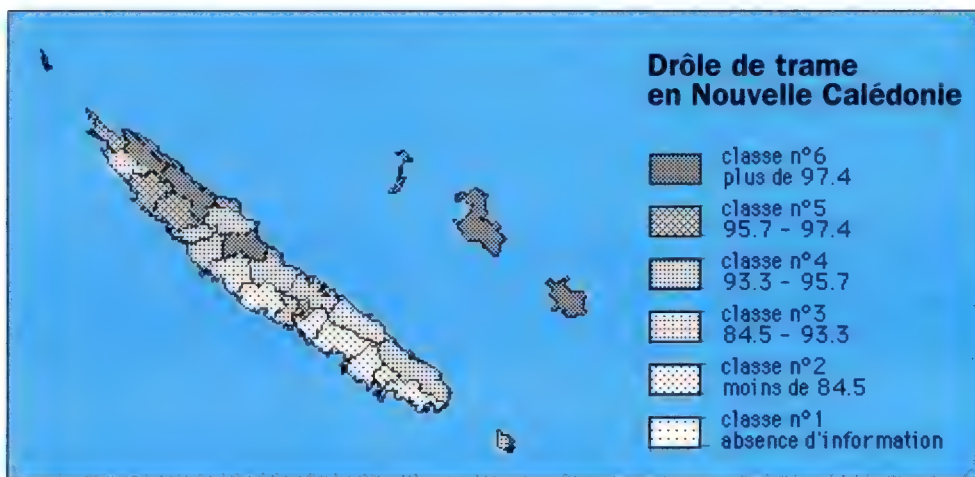 Drôle de trame
en Nouvelle Calédonie
classe n°6
plus de 97.4
classe n°5
95.7 - 97.4
classe n°4
93.3 - 95.7
classe n°3
84.5 - 93.3
classe n°2
moins de 84.5
classe n°1
absence d'information